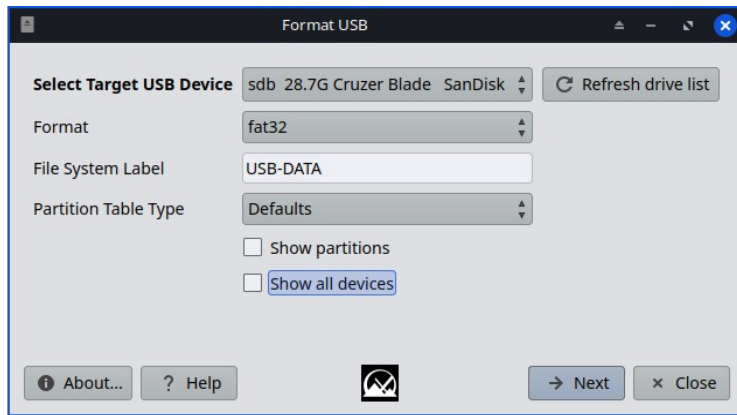 Format USB
Select Target USB Device sdb 28.7G Cruzer Blade SanDisk Refresh drive list
Format fat32
File System Label USB-DATA
Partition Table Type Defaults
Show partitions
Show all devices
About... ? Help Next Close